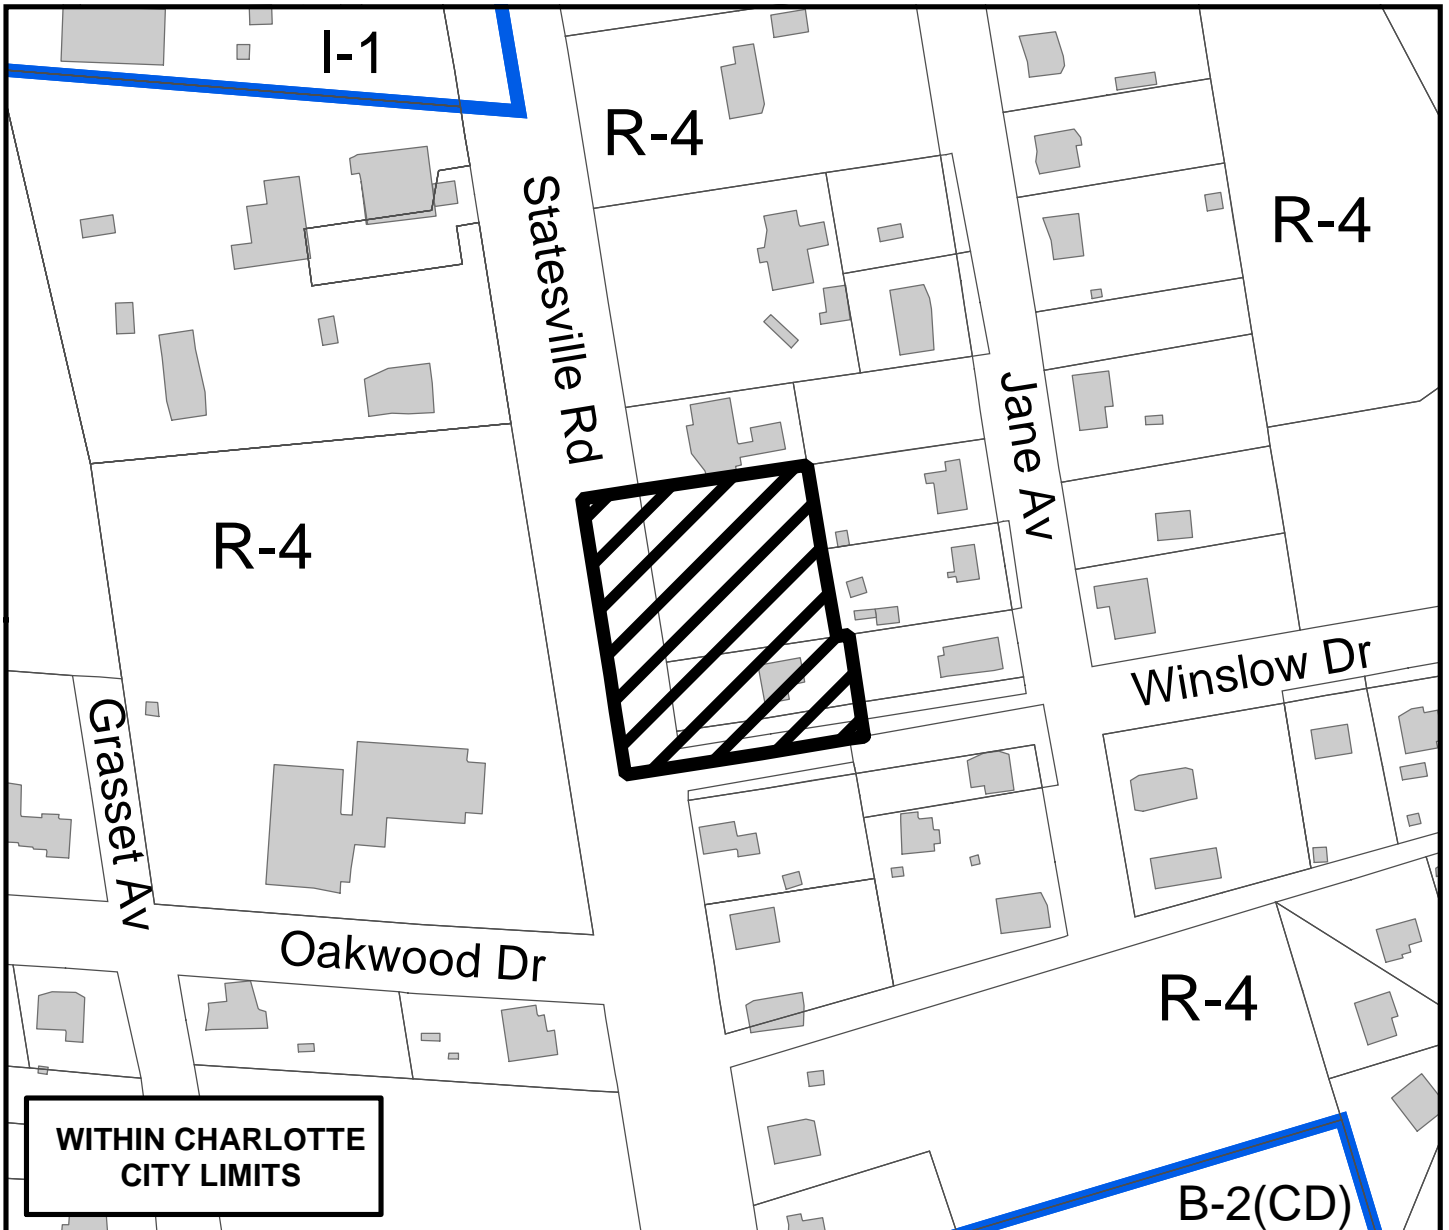 I-1
R-4
R-4
Statesville Rd
Jane Av
R-4
Winslow Dr
Grasset Av
Oakwood Dr
R-4
WITHIN CHARLOTTE
CITY LIMITS
B-2(CD)